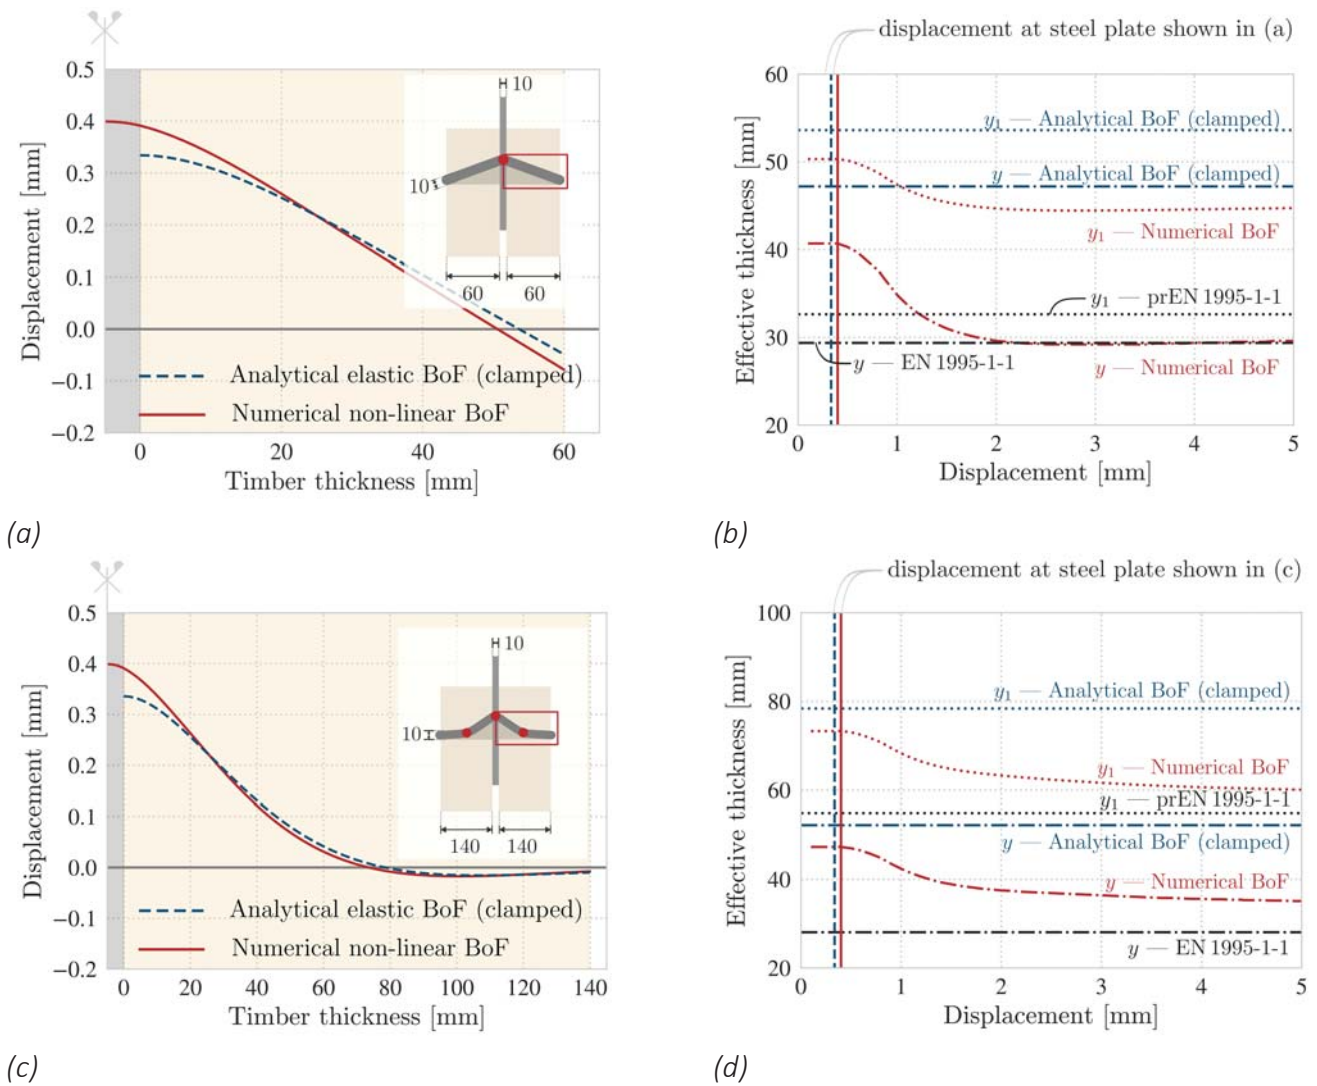 0.5
0.4
0.3
0.2
0.1
0.0
−0.1
−0.2
Displacement [mm]
10
10
60
60
Analytical elastic BoF (clamped)
Numerical non-linear BoF
0
20
40
60
Timber thickness [mm]
(a)
displacement at steel plate shown in (a)
60
50
40
30
20
Effective thickness [mm]
y₁ — Analytical BoF (clamped)
y — Analytical BoF (clamped)
y₁ — Numerical BoF
y₁ — prEN 1995-1-1
y — EN 1995-1-1
y — Numerical BoF
0
1
2
3
4
5
Displacement [mm]
(b)
0.5
0.4
0.3
0.2
0.1
0.0
−0.1
−0.2
Displacement [mm]
10
10
140
140
Analytical elastic BoF (clamped)
Numerical non-linear BoF
0
20
40
60
80
100
120
140
Timber thickness [mm]
(c)
displacement at steel plate shown in (c)
100
80
60
40
20
Effective thickness [mm]
y₁ — Analytical BoF (clamped)
y₁ — Numerical BoF
y₁ — prEN 1995-1-1
y — Analytical BoF (clamped)
y — Numerical BoF
y — EN 1995-1-1
0
1
2
3
4
5
Displacement [mm]
(d)